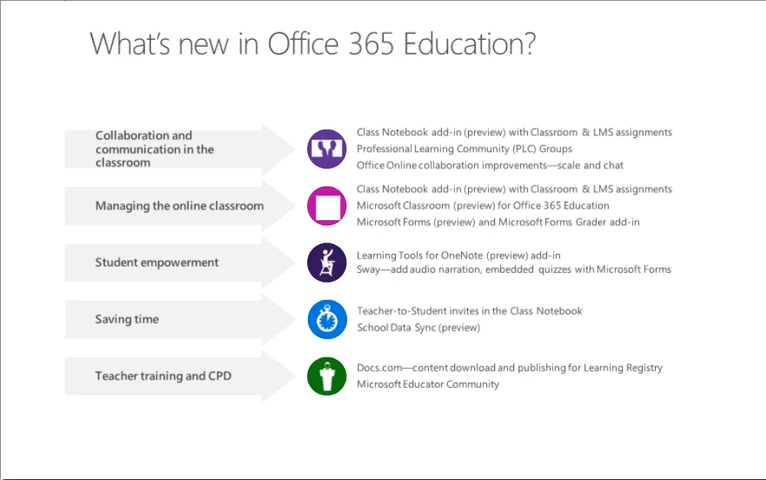 What's new in Office 365 Education?
Collaboration and
communication in the
classroom
Class Notebook add-in (preview) with Classroom & LMS assignments
Professional Learning Community (PLC) Groups
Office Online collaboration improvements—scale and chat
Managing the online classroom
Class Notebook add-in (preview) with Classroom & LMS assignments
Microsoft Classroom (preview) for Office 365 Education
Microsoft Forms (preview) and Microsoft Forms Grader add-in
Student empowerment
Learning Tools for OneNote (preview) add-in
Sway—add audio narration, embedded quizzes with Microsoft Forms
Saving time
Teacher-to-Student invites in the Class Notebook
School Data Sync (preview)
Teacher training and CPD
Docs.com—content download and publishing for Learning Registry
Microsoft Educator Community